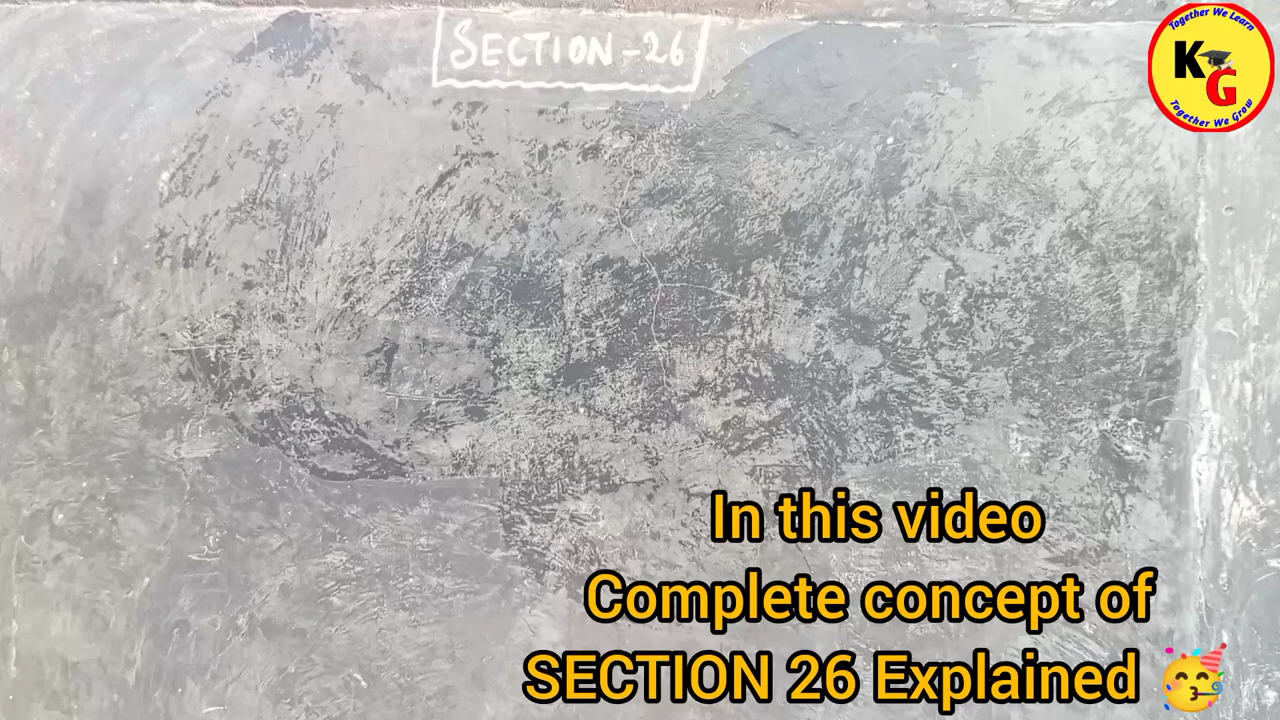 SECTION-26
Together We Learn
KG
Together We Grow
In this video
Complete concept of
SECTION 26 Explained 🥳